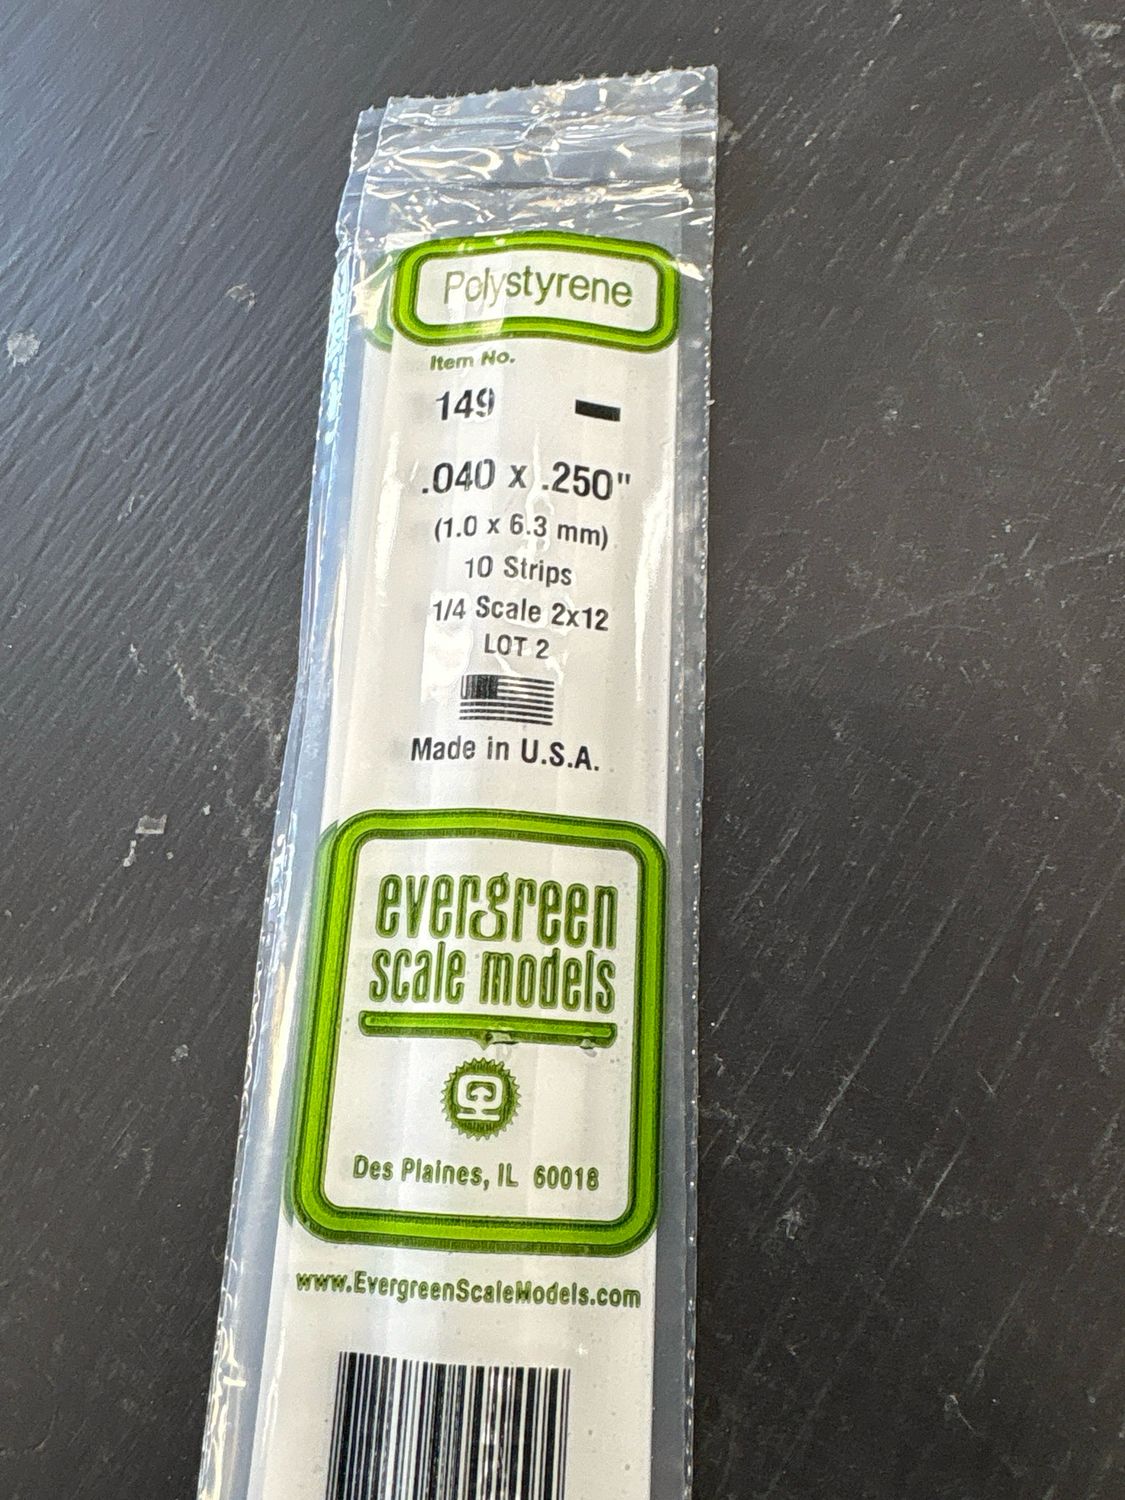 Polystyrene
Item No.
149
.040 x .250"
(1.0 x 6.3 mm)
10 Strips
1/4 Scale 2x12
LOT 2
Made in U.S.A.
evergreen
scale models
Des Plaines, IL 60018
www.EvergreenScaleModels.com